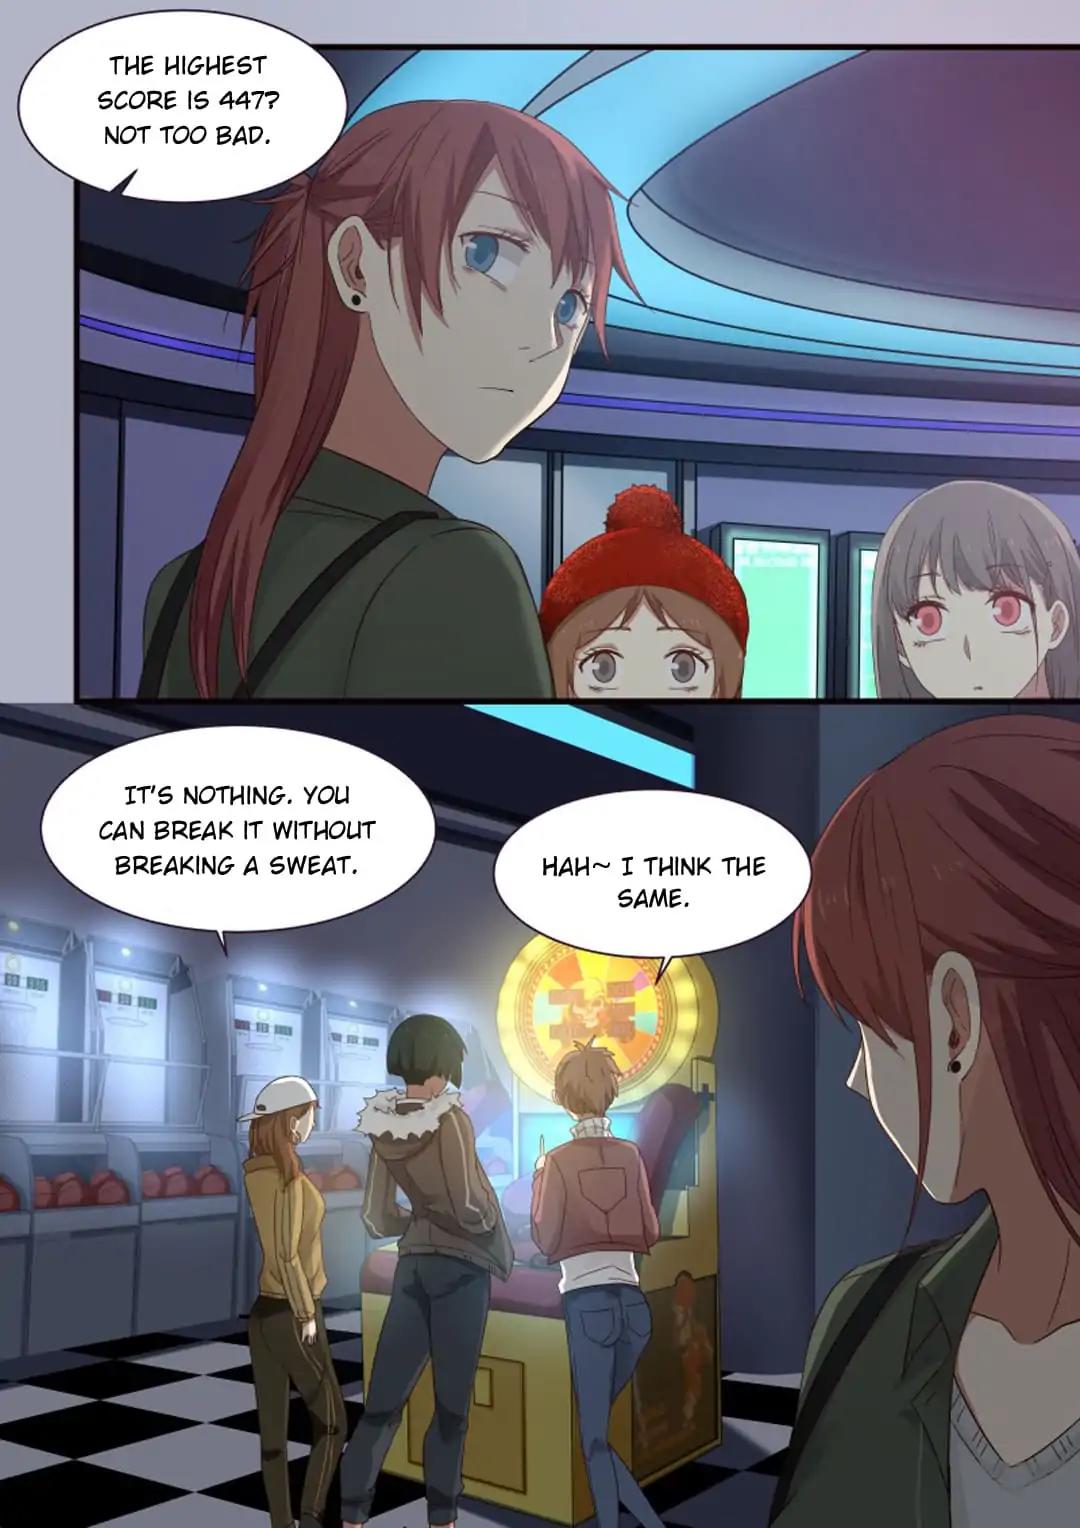 THE HIGHEST
SCORE IS 447?
NOT TOO BAD.
IT'S NOTHING. YOU
CAN BREAK IT WITHOUT
BREAKING A SWEAT.
HAH~ I THINK THE
SAME.